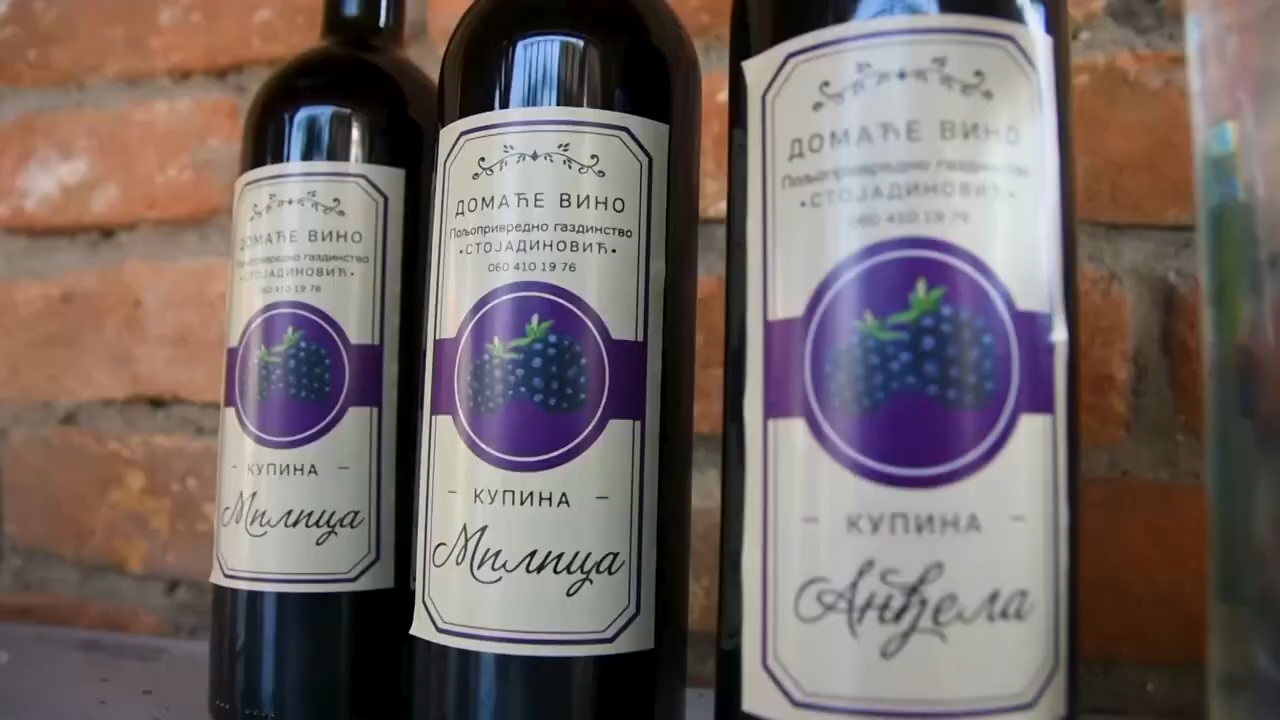 ДОМАЋЕ ВИНО
Пољопривредно газдинство
•СТОЈАДИНОВИЋ•
060 410 19 76
– КУПИНА –
Милица
ДОМАЋЕ ВИНО
Пољопривредно газдинство
•СТОЈАДИНОВИЋ•
060 410 19 76
– КУПИНА –
Милица
ДОМАЋЕ ВИНО
Пољопривредно газдинство
•СТОЈАДИНОВИЋ•
060 410 19 76
– КУПИНА –
Анђела